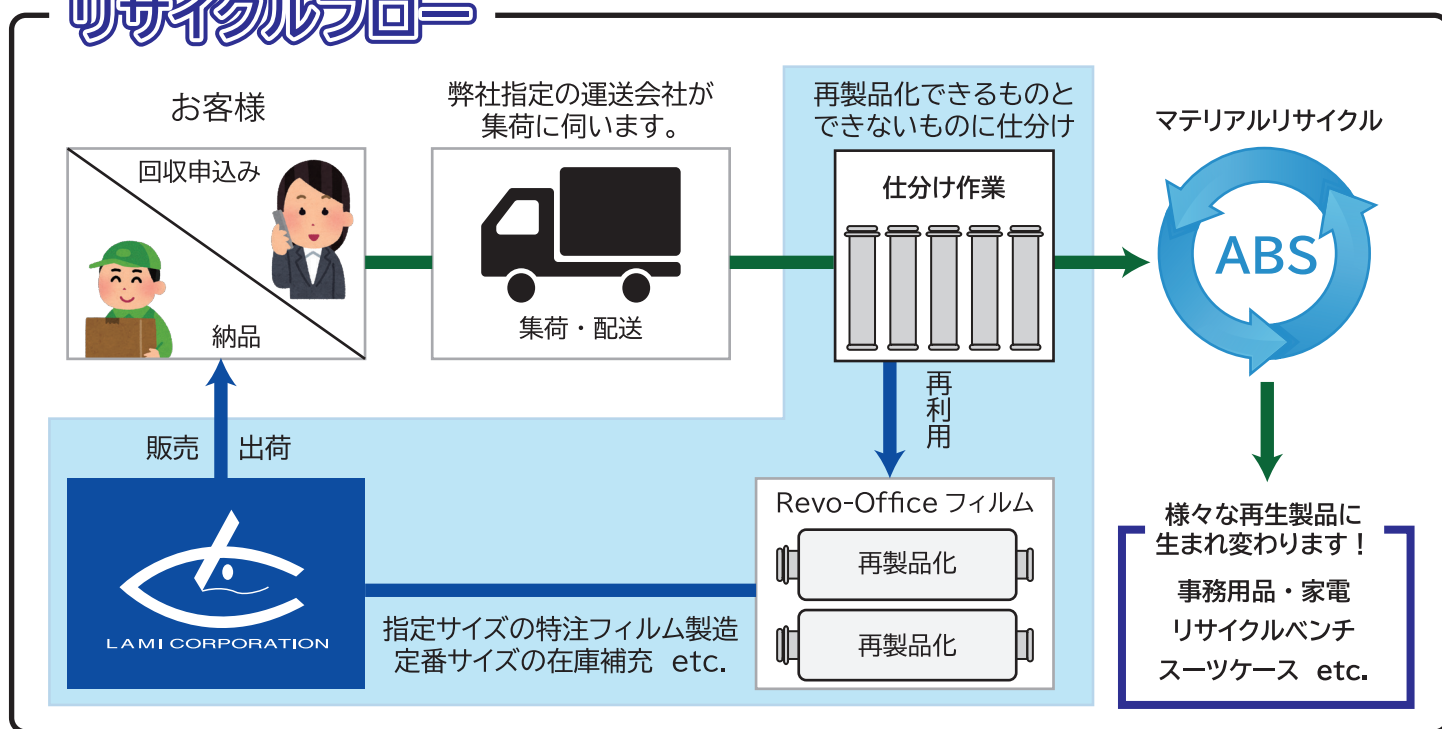 リサイクルフロー
お客様
回収申込み
納品
弊社指定の運送会社が
集荷に伺います。
集荷・配送
再製品化できるものと
できないものに仕分け
仕分け作業
マテリアルリサイクル
ABS
再利用
販売 出荷
LAMI CORPORATION
指定サイズの特注フィルム製造
定番サイズの在庫補充 etc.
Revo-Office フィルム
再製品化
再製品化
様々な再生製品に
生まれ変わります！
事務用品・家電
リサイクルベンチ
スーツケース etc.